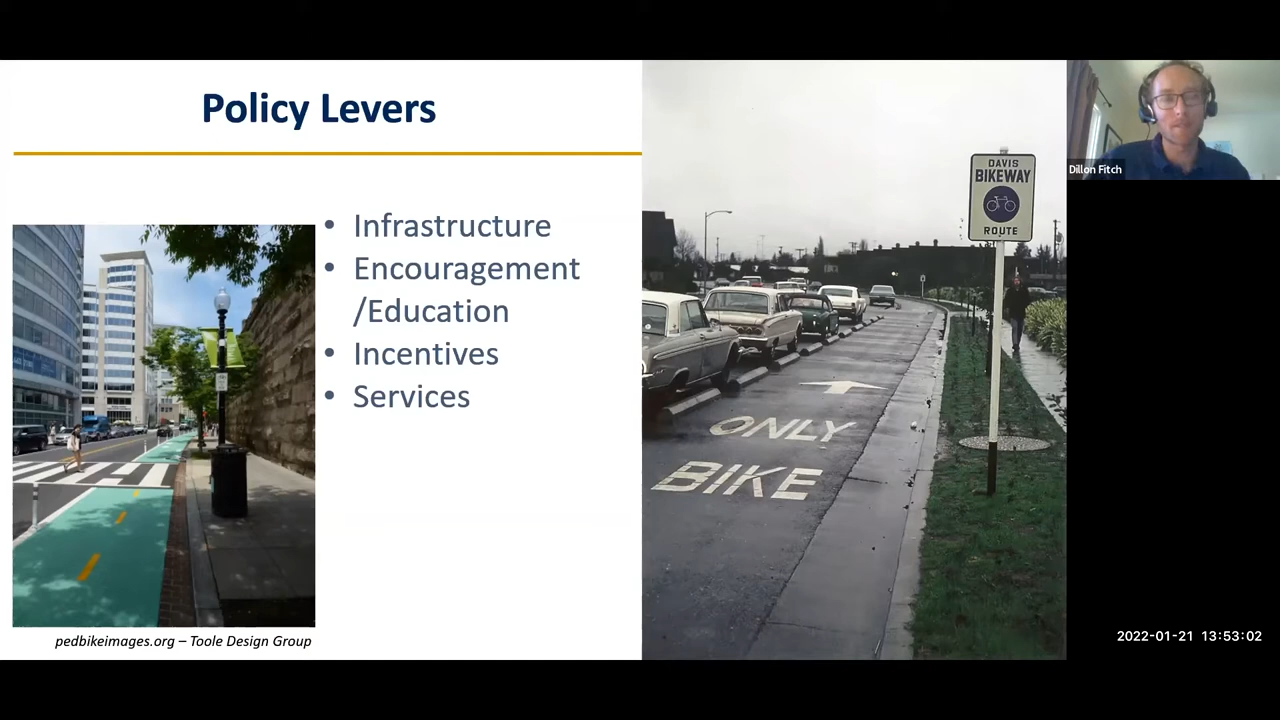 Policy Levers
• Infrastructure
• Encouragement
/Education
• Incentives
• Services
pedbikeimages.org – Toole Design Group
DAVIS
BIKEWAY
ROUTE
ONLY
BIKE
Dillon Fitch
2022-01-21 13:53:02